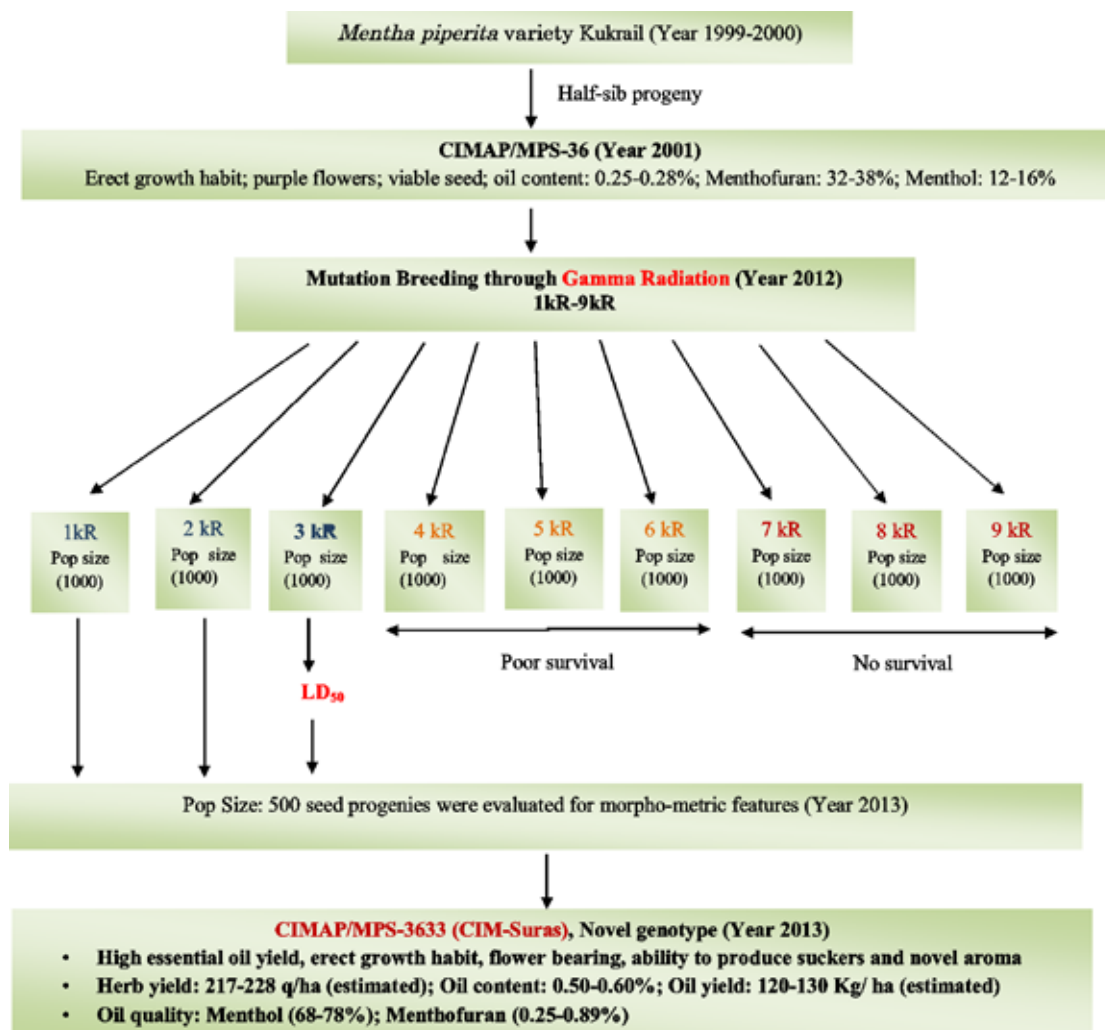 Mentha piperita variety Kukrail (Year 1999-2000)
Half-sib progeny
CIMAP/MPS-36 (Year 2001)
Erect growth habit; purple flowers; viable seed; oil content: 0.25-0.28%; Menthofuran: 32-38%; Menthol: 12-16%
Mutation Breeding through Gamma Radiation (Year 2012)
1kR-9kR
1kR
Pop size
(1000)
2 kR
Pop size
(1000)
3 kR
Pop size
(1000)
4 kR
Pop size
(1000)
5 kR
Pop size
(1000)
6 kR
Pop size
(1000)
7 kR
Pop size
(1000)
8 kR
Pop size
(1000)
9 kR
Pop size
(1000)
Poor survival
No survival
LD50
Pop Size: 500 seed progenies were evaluated for morpho-metric features (Year 2013)
CIMAP/MPS-3633 (CIM-Suras), Novel genotype (Year 2013)
• High essential oil yield, erect growth habit, flower bearing, ability to produce suckers and novel aroma
• Herb yield: 217-228 q/ha (estimated); Oil content: 0.50-0.60%; Oil yield: 120-130 Kg/ ha (estimated)
• Oil quality: Menthol (68-78%); Menthofuran (0.25-0.89%)